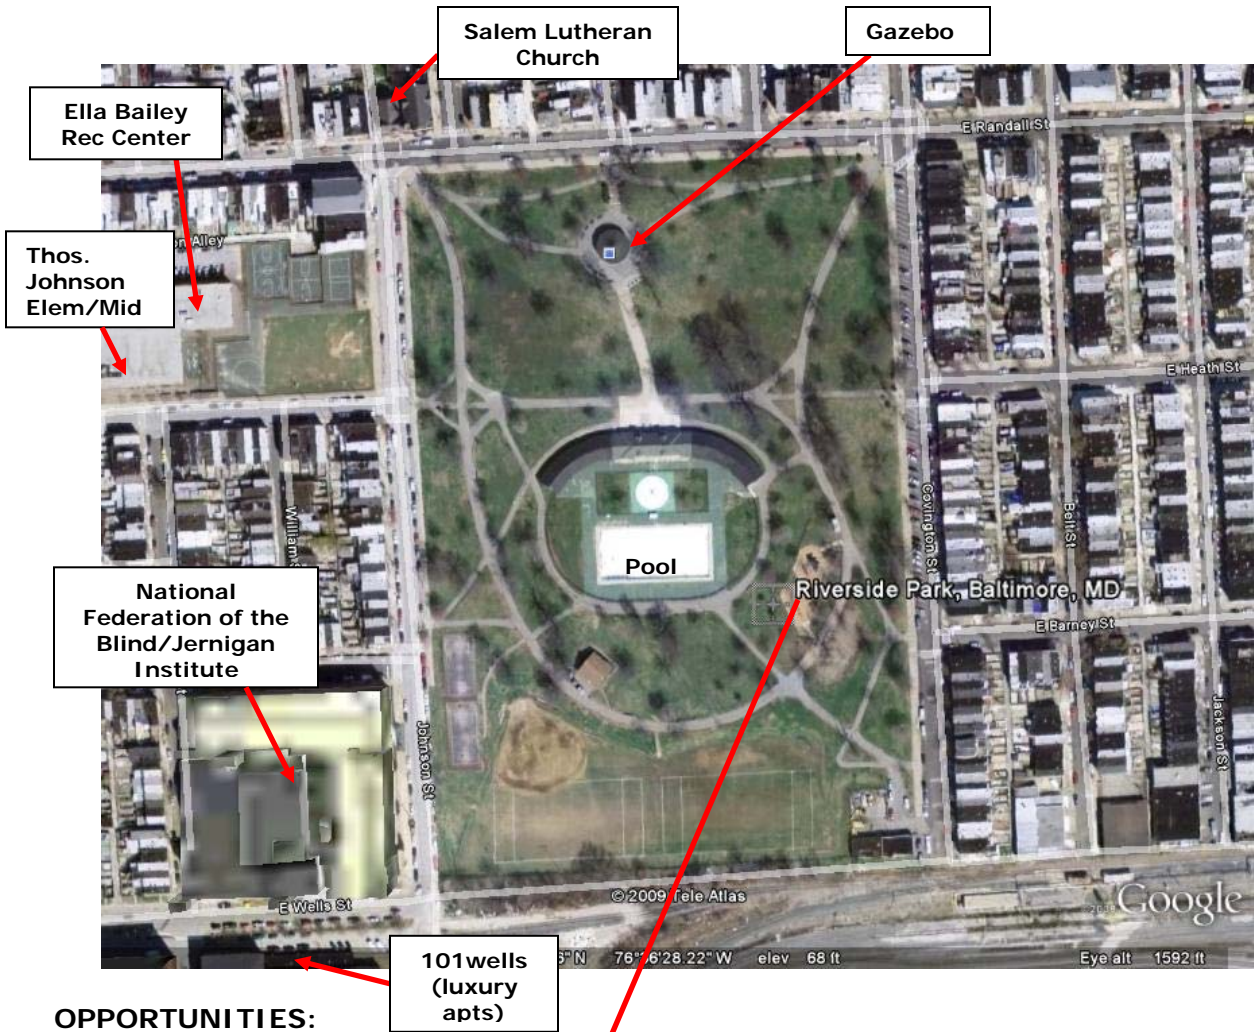 Salem Lutheran
Church
Gazebo
Ella Bailey
Rec Center
E Randall St
Thos.
Johnson
Elem/Mid
on Alley
E Heath St
William S
Covington St
Belt St
Pool
National
Federation of the
Blind/Jernigan
Institute
Riverside Park, Baltimore, MD
E Barney St
Johnson St
Jackson St
© 2009 Tele Atlas
Google
E Wells St
101wells
(luxury
apts)
6" N 76°36'28.22" W elev 68 ft
Eye alt 1592 ft
OPPORTUNITIES: